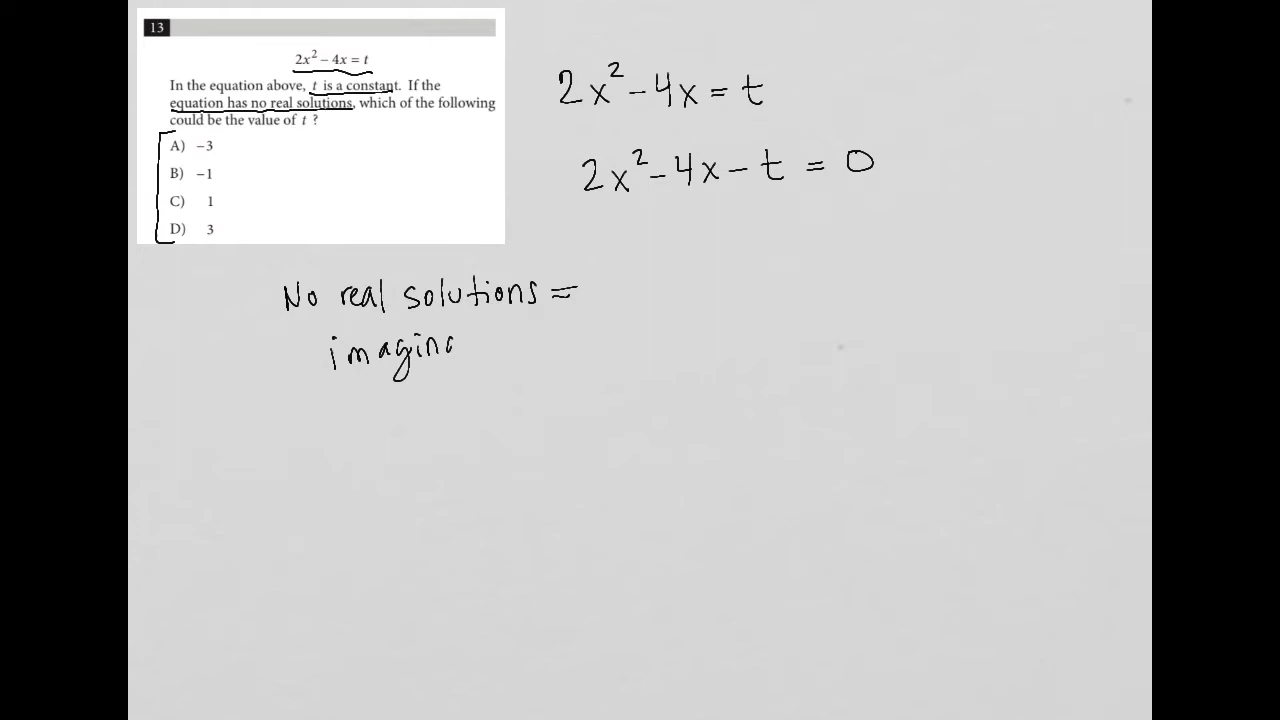 13
2x² – 4x = t
In the equation above, t is a constant. If the
equation has no real solutions, which of the following
could be the value of t ?
A) –3
B) –1
C) 1
D) 3
2x² – 4x = t
2x² – 4x – t = 0
No real solutions =
imagina